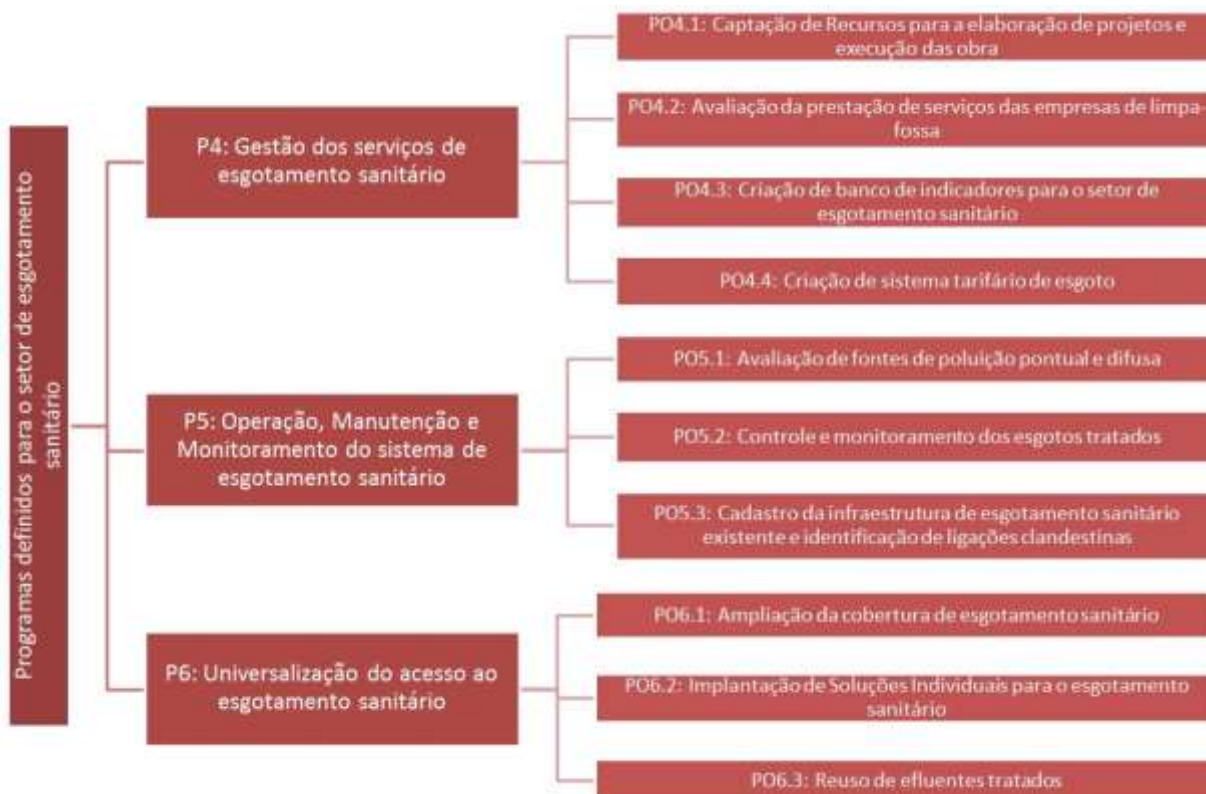 Programas definidos para o setor de esgotamento
sanitário
P4: Gestão dos serviços de
esgotamento sanitário
PO4.1: Captação de Recursos para a elaboração de projetos e
execução das obra
PO4.2: Avaliação da prestação de serviços das empresas de limpa-
fossa
PO4.3: Criação de banco de indicadores para o setor de
esgotamento sanitário
PO4.4: Criação de sistema tarifário de esgoto
P5: Operação, Manutenção e
Monitoramento do sistema de
esgotamento sanitário
PO5.1: Avaliação de fontes de poluição pontual e difusa
PO5.2: Controle e monitoramento dos esgotos tratados
PO5.3: Cadastro da infraestrutura de esgotamento sanitário
existente e identificação de ligações clandestinas
P6: Universalização do acesso ao
esgotamento sanitário
PO6.1: Ampliação da cobertura de esgotamento sanitário
PO6.2: Implantação de Soluções Individuais para o esgotamento
sanitário
PO6.3: Reuso de efluentes tratados